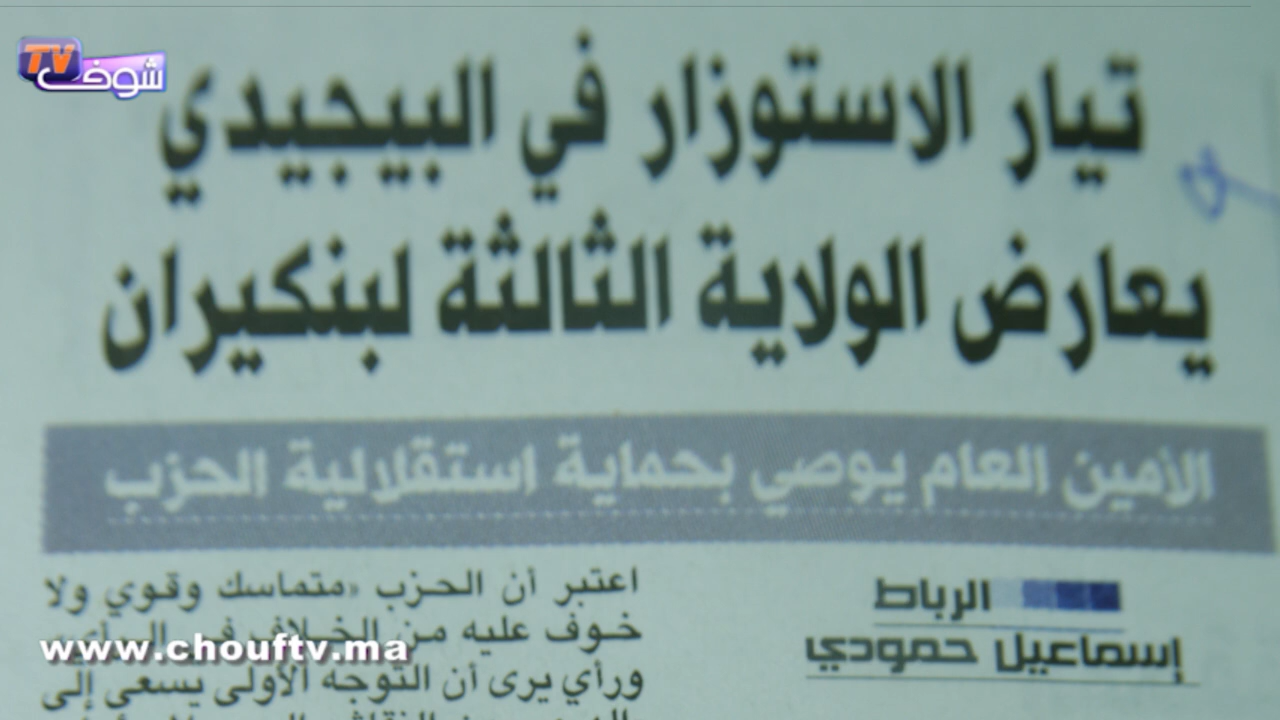 TV شوف
تيار الاستوزار في البيجيدي
يعارض الولاية الثالثة لبنكيران
الأمين العام يوصي بحماية استقلالية الحزب
الرباط
إسماعيل حمودي
اعتبر أن الحزب «متماسك وقوي ولا
خوف عليه من الخلاف في
ورأي يرى أن التوجه الأولى يسعى إلى
www.chouftv.ma